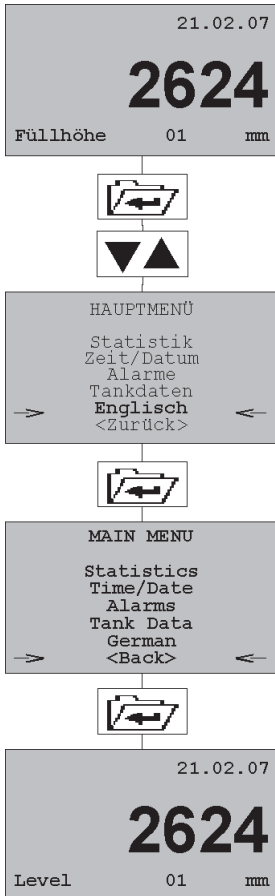 21.02.07
2624
Füllhöhe 01 mm
HAUPTMENÜ
Statistik
Zeit/Datum
Alarme
Tankdaten
Englisch
<Zurück>
MAIN MENU
Statistics
Time/Date
Alarms
Tank Data
German
<Back>
21.02.07
2624
Level 01 mm